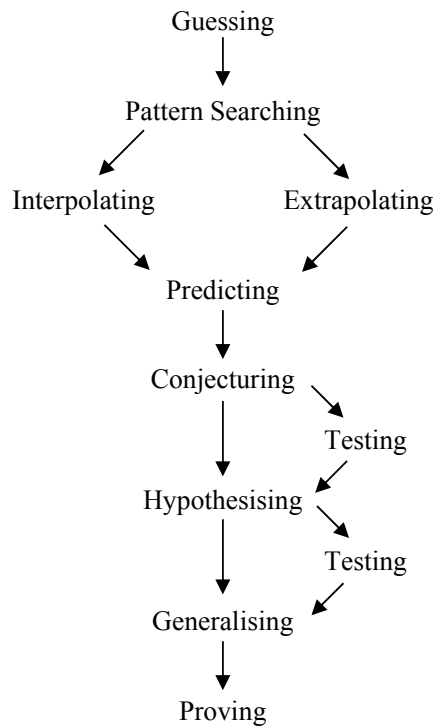 Guessing
Pattern Searching
Interpolating
Extrapolating
Predicting
Conjecturing
Testing
Hypothesising
Testing
Generalising
Proving